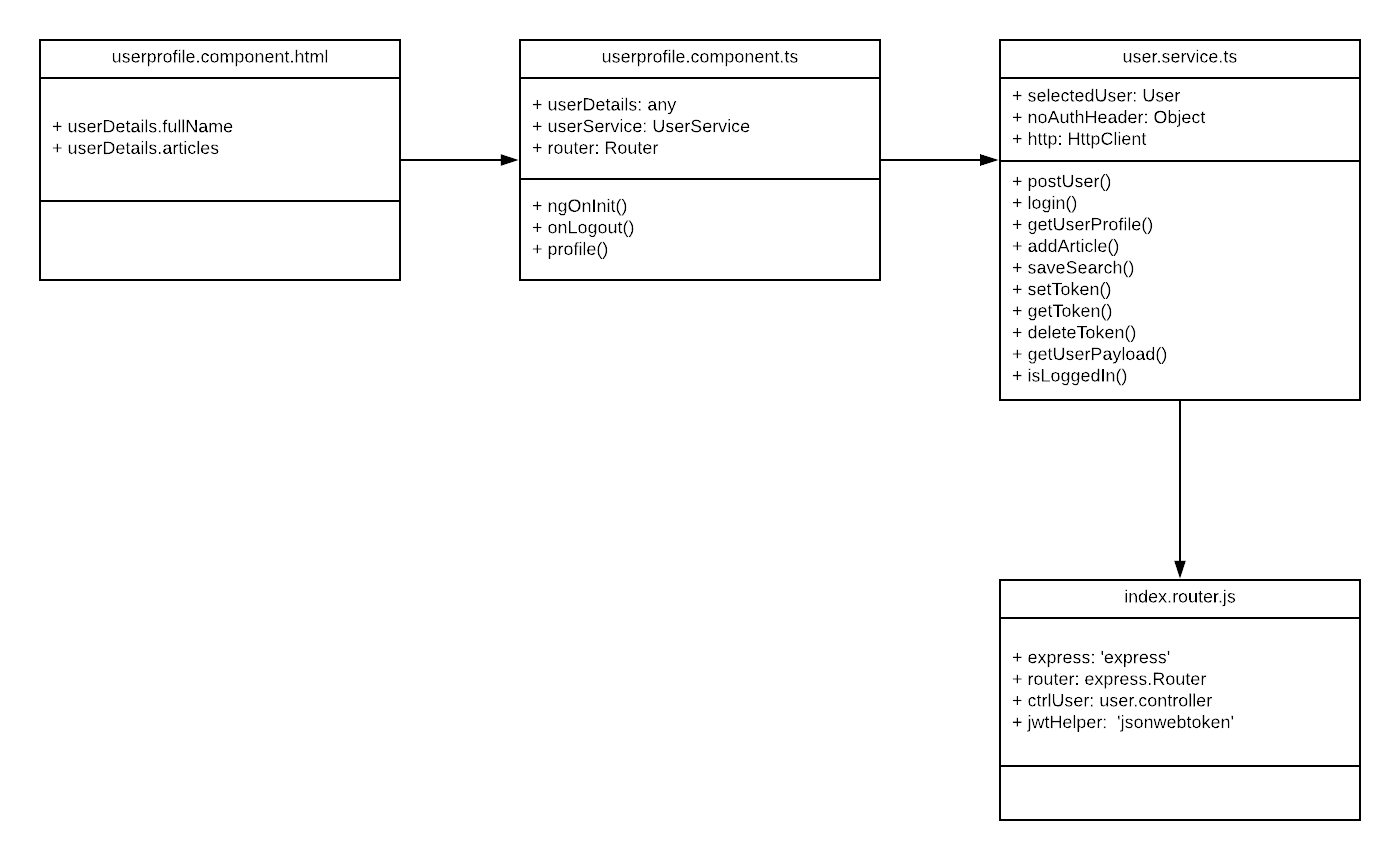 userprofile.component.html
+ userDetails.fullName
+ userDetails.articles
userprofile.component.ts
+ userDetails: any
+ userService: UserService
+ router: Router
+ ngOnInit()
+ onLogout()
+ profile()
user.service.ts
+ selectedUser: User
+ noAuthHeader: Object
+ http: HttpClient
+ postUser()
+ login()
+ getUserProfile()
+ addArticle()
+ saveSearch()
+ setToken()
+ getToken()
+ deleteToken()
+ getUserPayload()
+ isLoggedIn()
index.router.js
+ express: 'express'
+ router: express.Router
+ ctrlUser: user.controller
+ jwtHelper:  'jsonwebtoken'